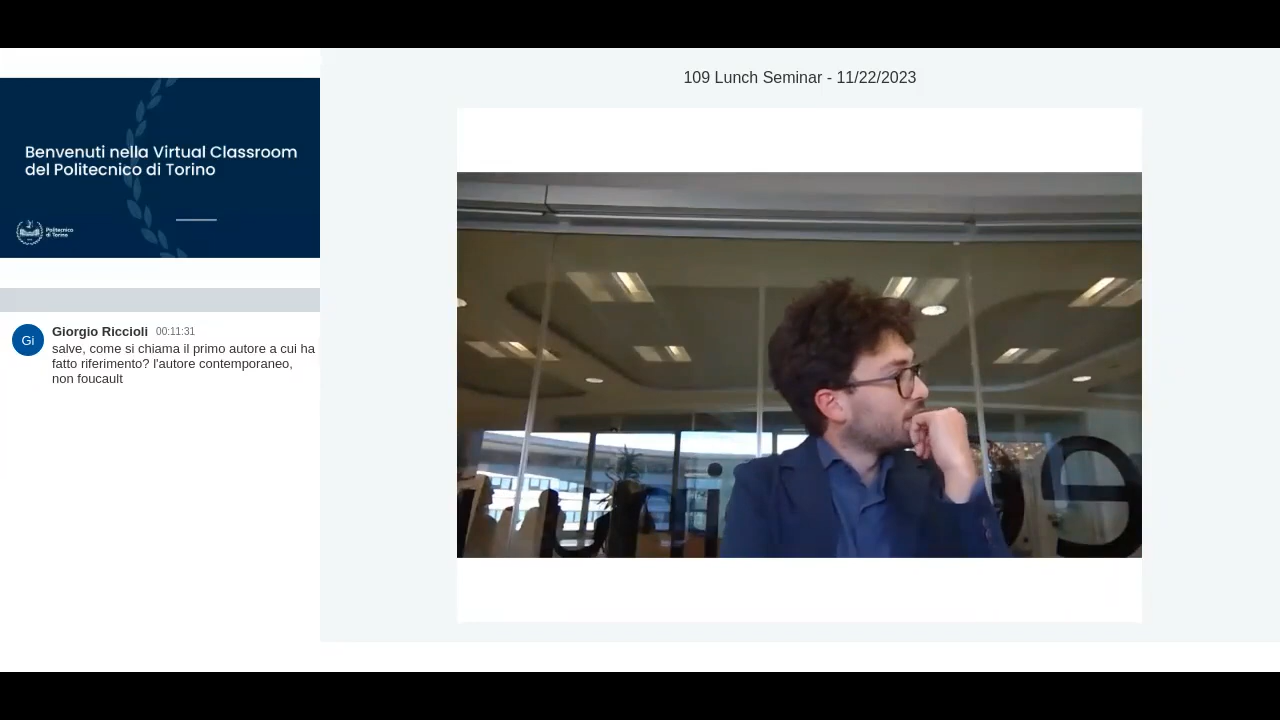 109 Lunch Seminar - 11/22/2023
Benvenuti nella Virtual Classroom
del Politecnico di Torino
Politecnico
di Torino
Gi
Giorgio Riccioli 00:11:31
salve, come si chiama il primo autore a cui ha
fatto riferimento? l'autore contemporaneo,
non foucault